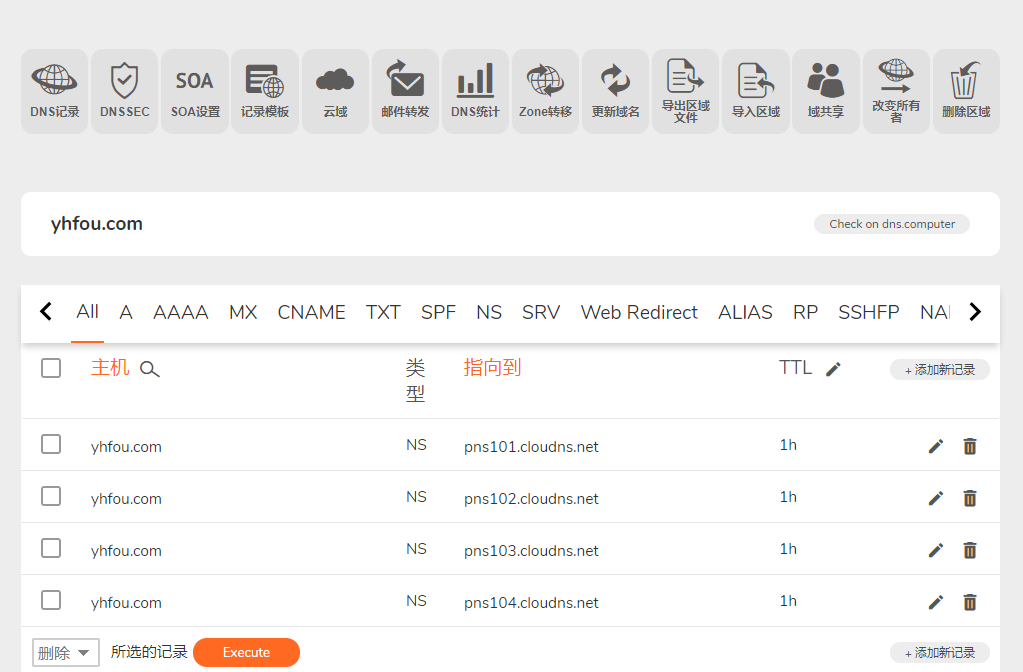 DNS记录
DNSSEC
SOA
SOA设置
记录模板
云域
邮件转发
DNS统计
Zone转移
更新域名
导出区域
文件
导入区域
域共享
改变所有
者
删除区域
yhfou.com
Check on dns.computer
All A AAAA MX CNAME TXT SPF NS SRV Web Redirect ALIAS RP SSHFP NA
主机 类型 指向到 TTL + 添加新记录
yhfou.com NS pns101.cloudns.net 1h
yhfou.com NS pns102.cloudns.net 1h
yhfou.com NS pns103.cloudns.net 1h
yhfou.com NS pns104.cloudns.net 1h
删除 所选的记录 Execute + 添加新记录